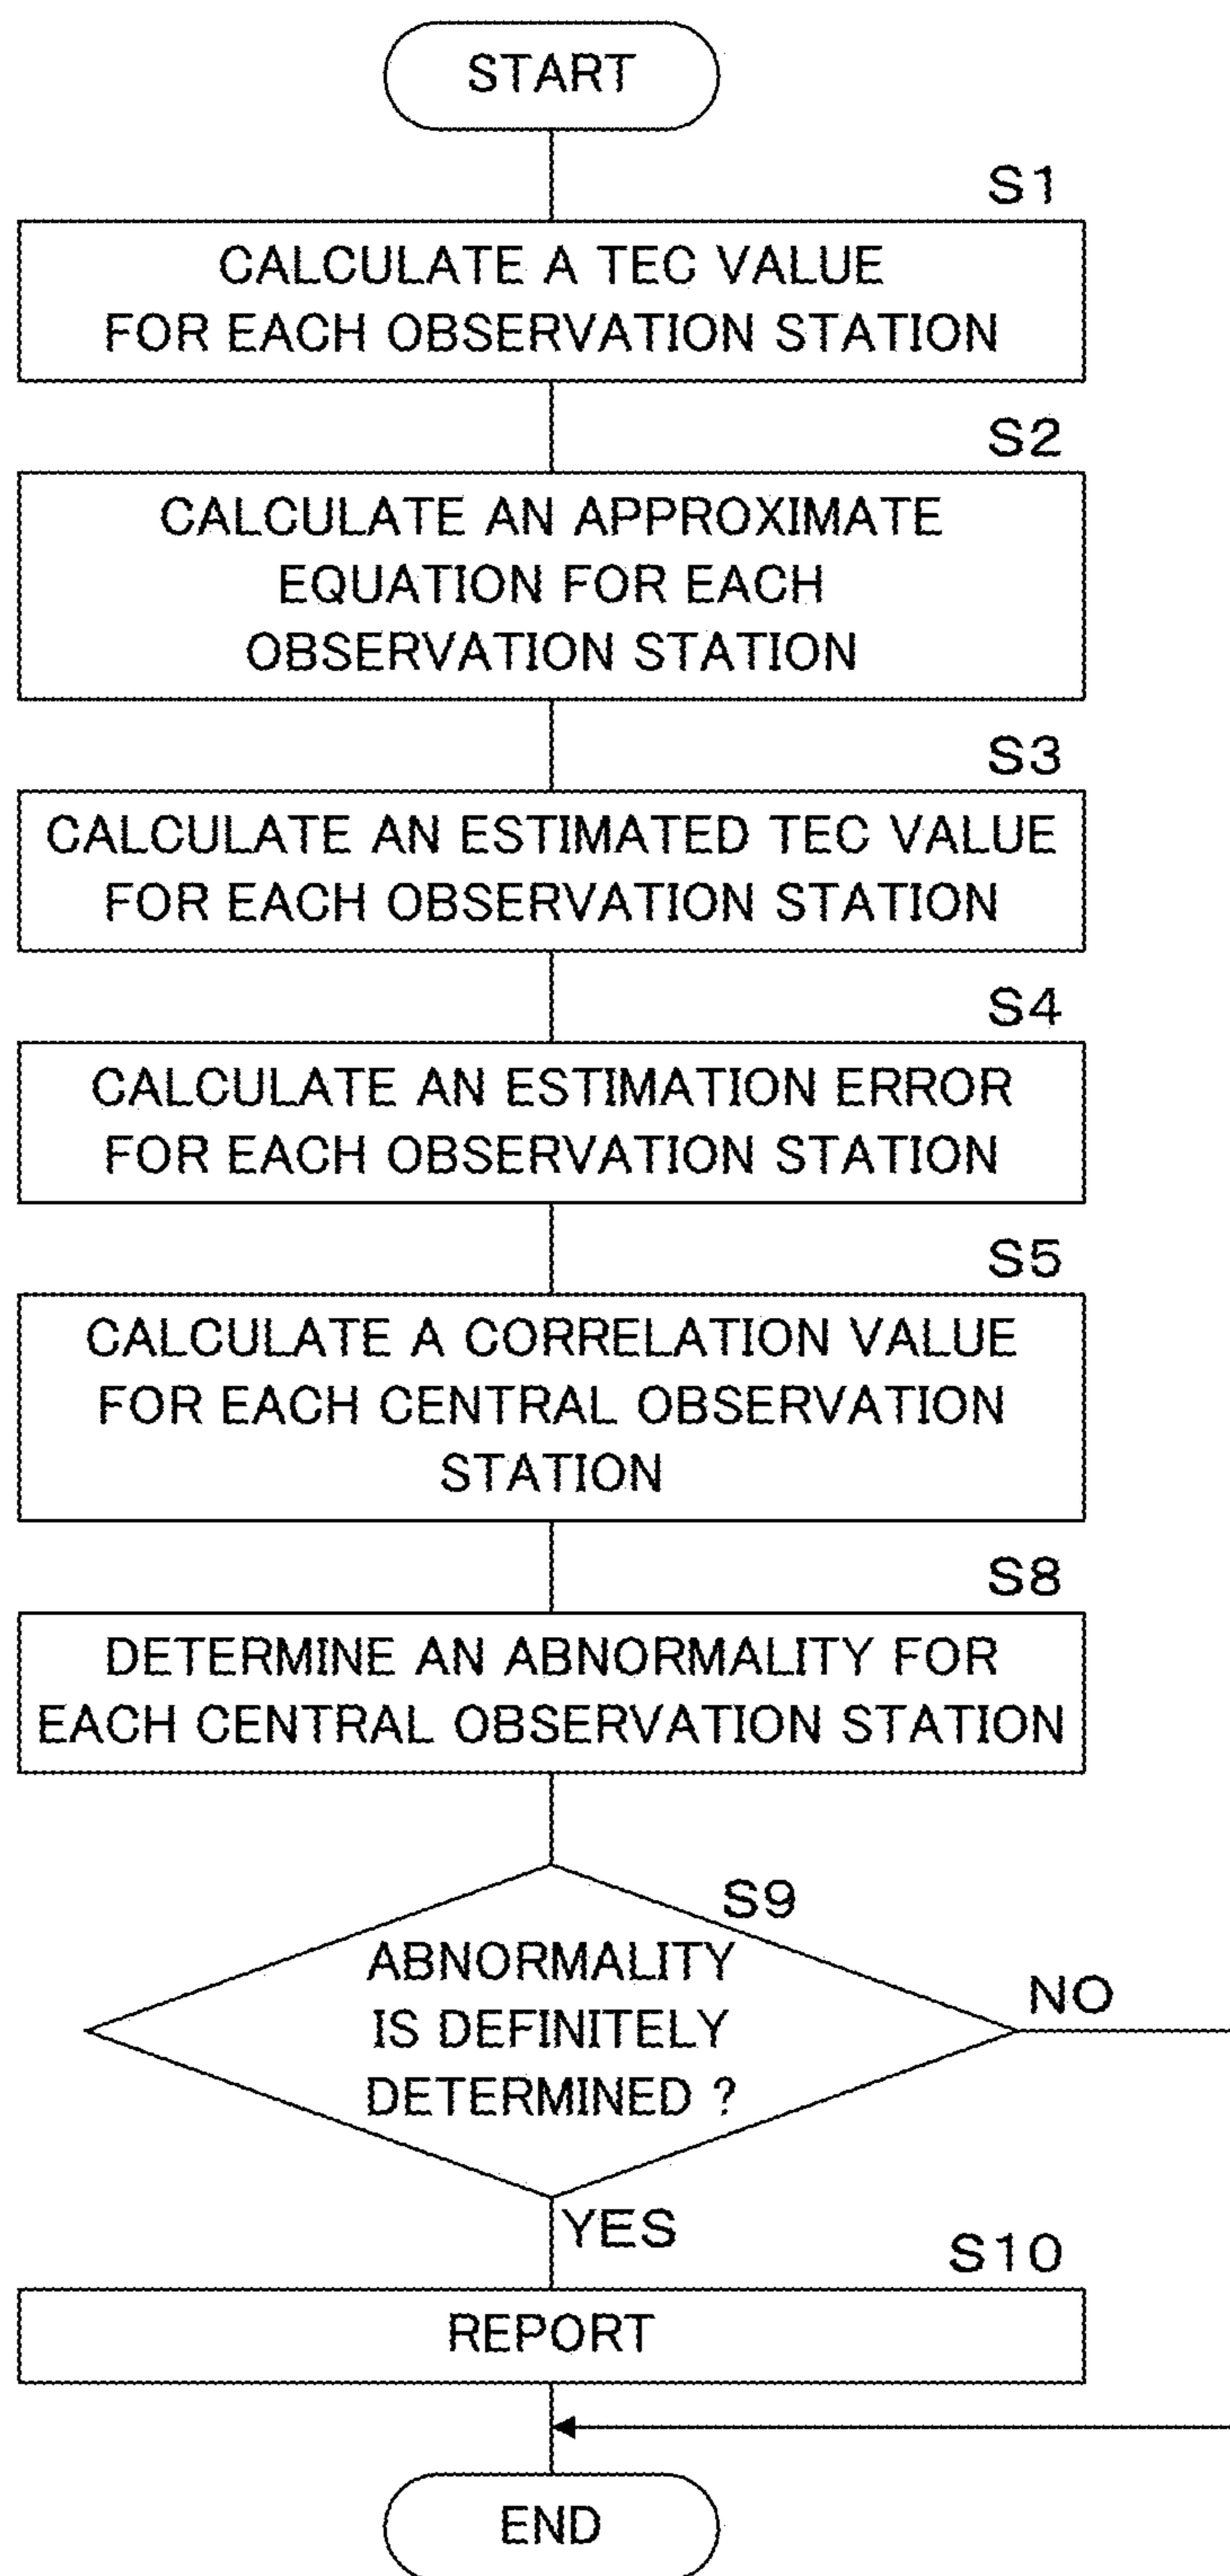 START
S1
CALCULATE A TEC VALUE
FOR EACH OBSERVATION STATION
S2
CALCULATE AN APPROXIMATE
EQUATION FOR EACH
OBSERVATION STATION
S3
CALCULATE AN ESTIMATED TEC VALUE
FOR EACH OBSERVATION STATION
S4
CALCULATE AN ESTIMATION ERROR
FOR EACH OBSERVATION STATION
S5
CALCULATE A CORRELATION VALUE
FOR EACH CENTRAL OBSERVATION
STATION
S8
DETERMINE AN ABNORMALITY FOR
EACH CENTRAL OBSERVATION STATION
S9
ABNORMALITY
IS DEFINITELY
DETERMINED ?
NO
YES
S10
REPORT
END